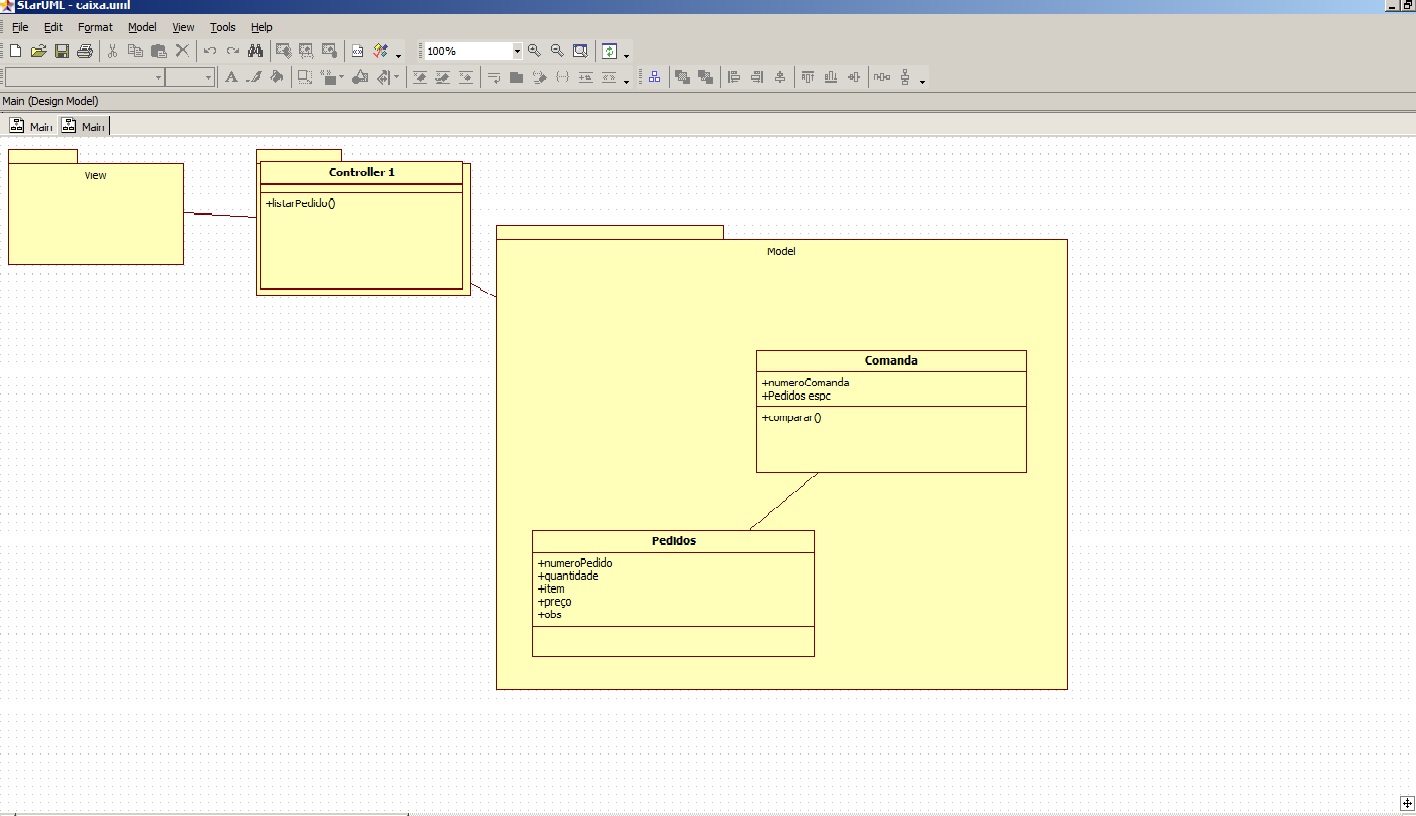 StarUML - caixa.uml
File Edit Format Model View Tools Help
100%
Main (Design Model)
Main Main
View
Controller 1
+listarPedido()
Model
Comanda
+numeroComanda
+Pedidos espc
+comparar()
Pedidos
+numeroPedido
+quantidade
+item
+preço
+obs